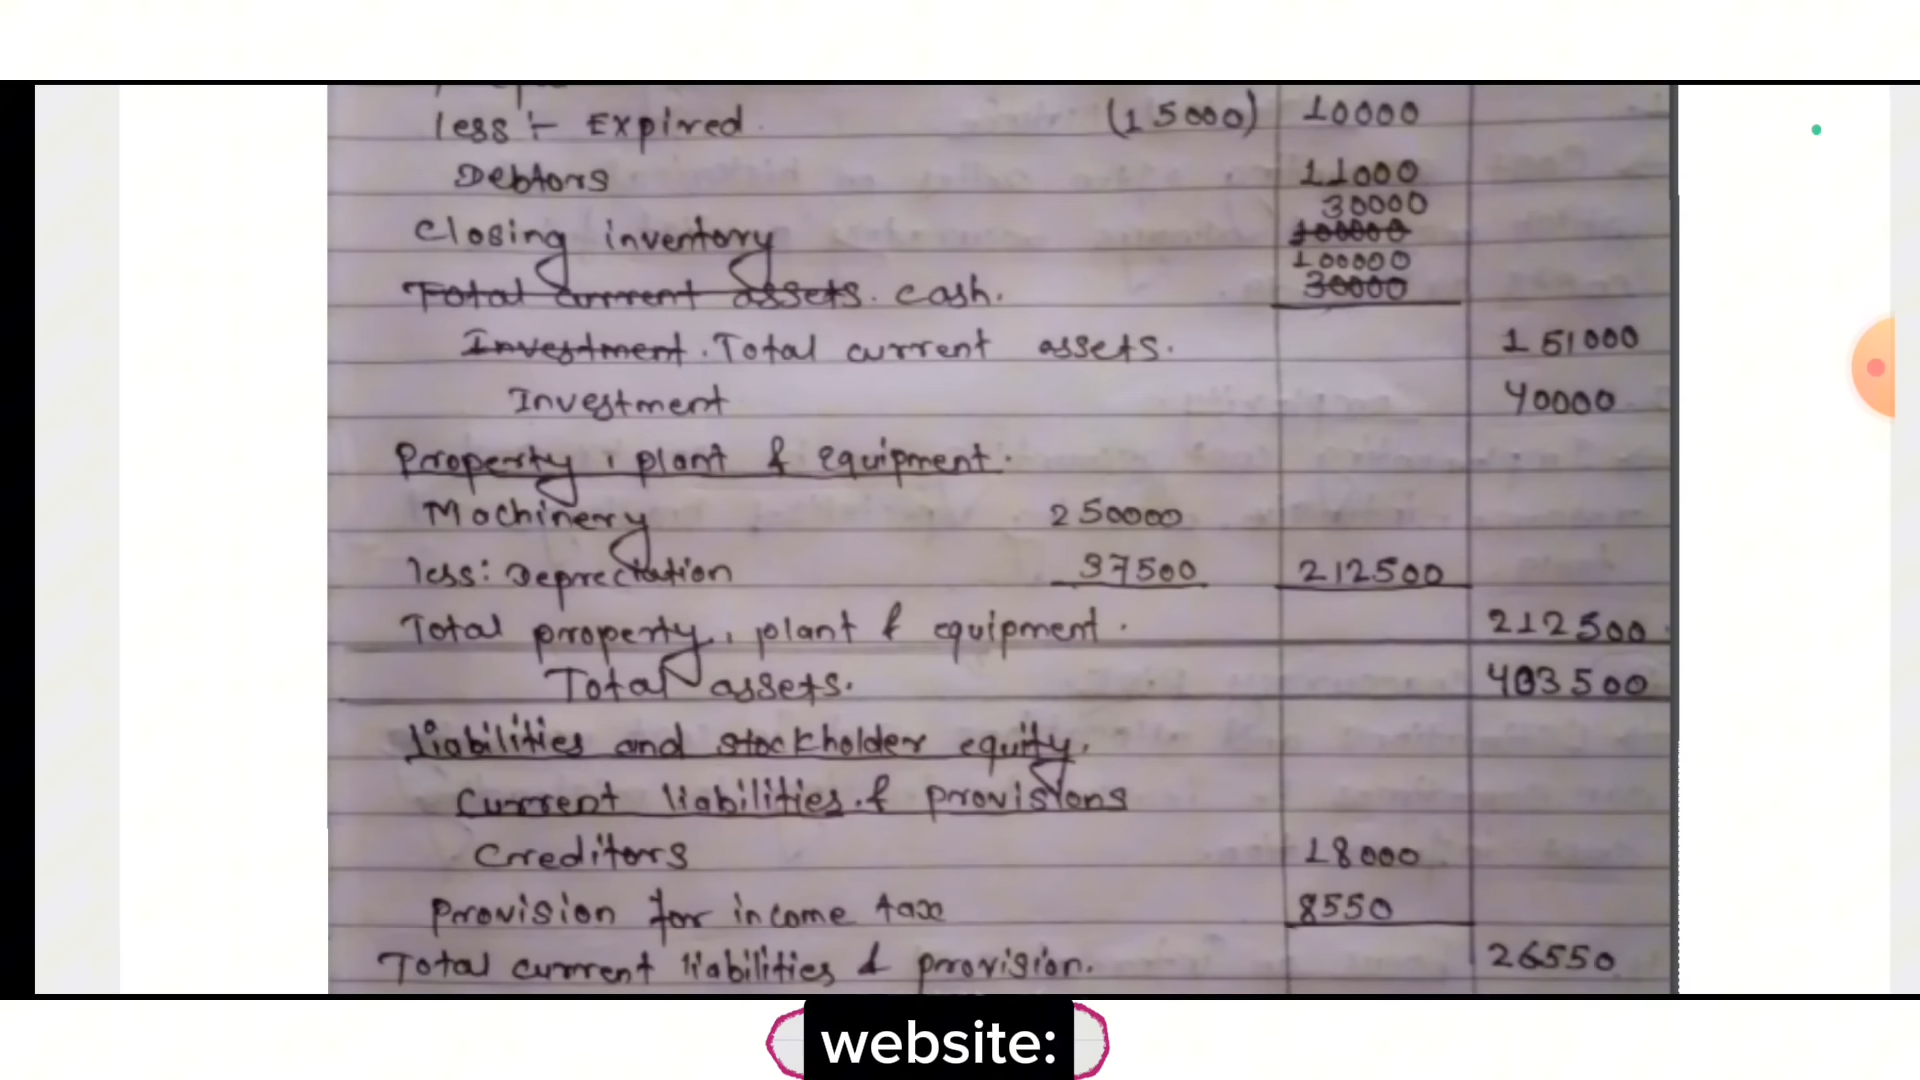 less :- Expired (15000) 10000
Debtors 11000
30000
Closing inventory 100000
100000
Total current assets. cash. 30000
Investment. Total current assets. 151000
Investment 40000
Property, plant & equipment.
Machinery 250000
less: Depreciation 37500 212500
Total property, plant & equipment. 212500
Total assets. 403500
Liabilities and stockholder equity.
Current liabilities & provisions
Creditors 18000
Provision for income tax 8550
Total current liabilities & provision. 26550
website: